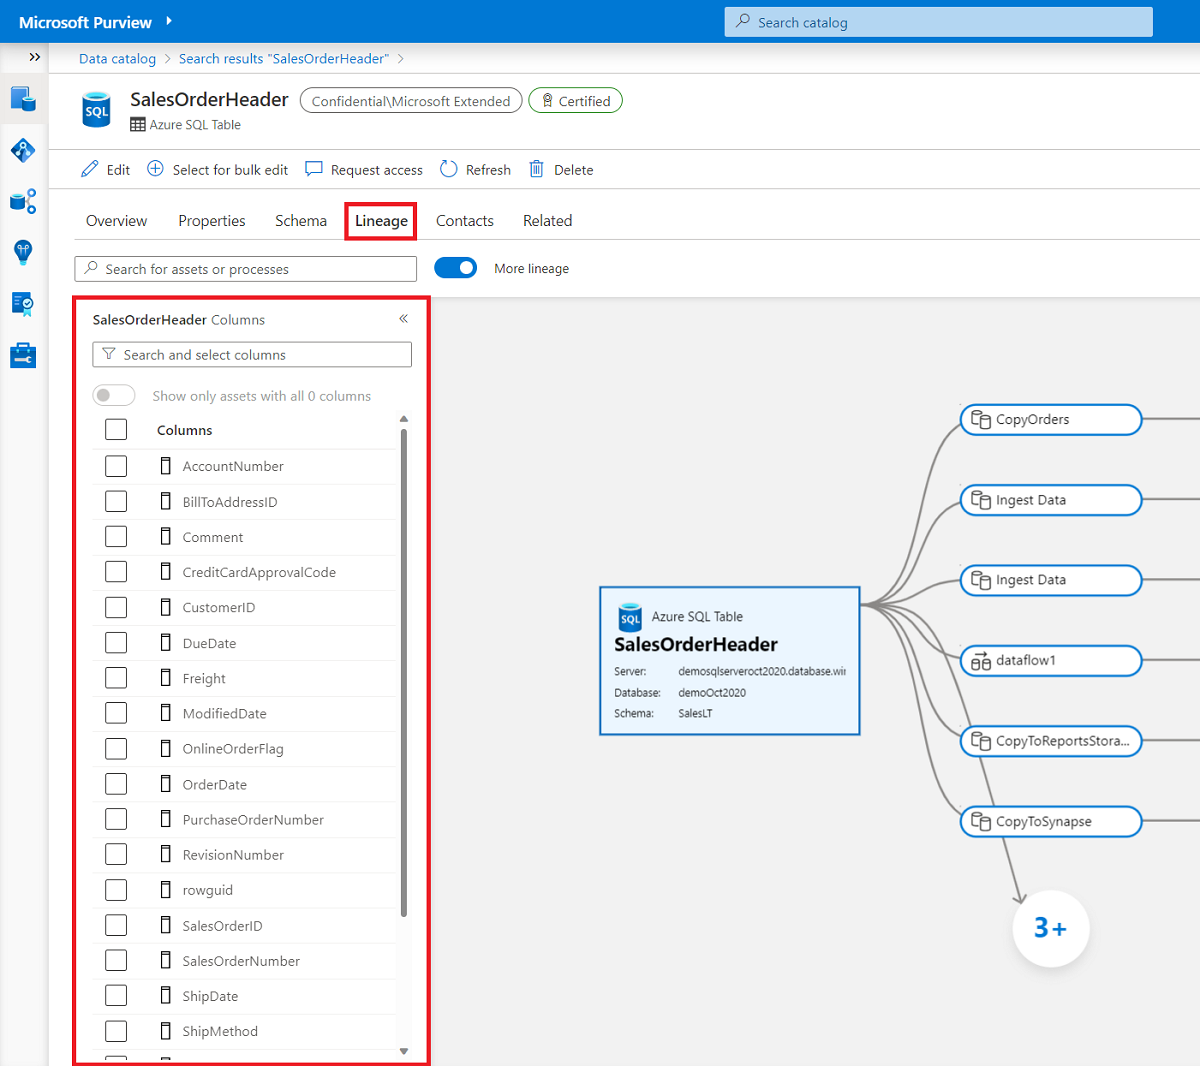 Microsoft Purview
Search catalog
Data catalog > Search results "SalesOrderHeader" >
SQL
SalesOrderHeader
Confidential\Microsoft Extended
Certified
Azure SQL Table
Edit
Select for bulk edit
Request access
Refresh
Delete
Overview
Properties
Schema
Lineage
Contacts
Related
Search for assets or processes
More lineage
SalesOrderHeader Columns
Search and select columns
Show only assets with all 0 columns
Columns
AccountNumber
BillToAddressID
Comment
CreditCardApprovalCode
CustomerID
DueDate
Freight
ModifiedDate
OnlineOrderFlag
OrderDate
PurchaseOrderNumber
RevisionNumber
rowguid
SalesOrderID
SalesOrderNumber
ShipDate
ShipMethod
SQL
Azure SQL Table
SalesOrderHeader
Server: demosqlserveroct2020.database.wir
Database: demoOct2020
Schema: SalesLT
CopyOrders
Ingest Data
Ingest Data
dataflow1
CopyToReportsStora...
CopyToSynapse
3+